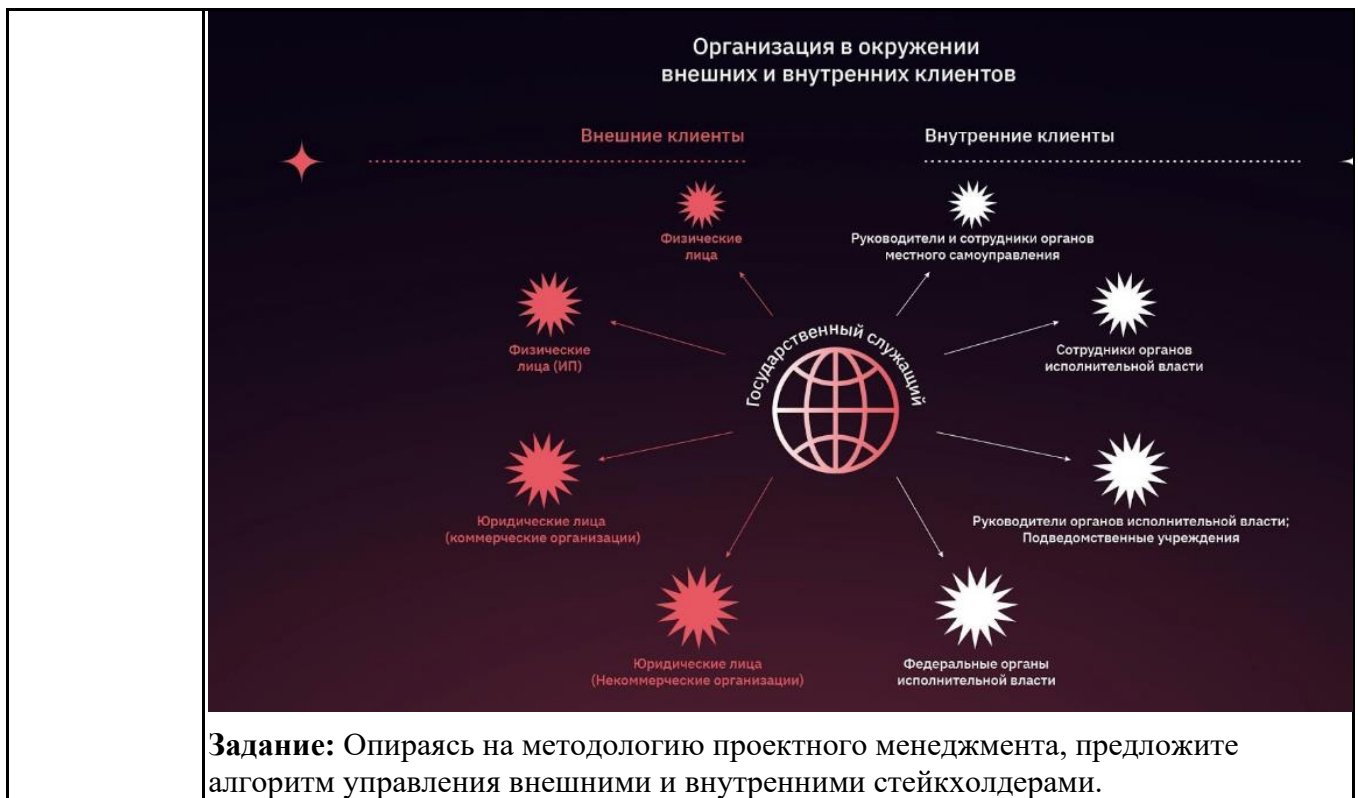 Организация в окружении
внешних и внутренних клиентов
Внешние клиенты
Внутренние клиенты
Физические
лица
Руководители и сотрудники органов
местного самоуправления
Физические
лица (ИП)
Государственный служащий
Сотрудники органов
исполнительной власти
Юридические лица
(коммерческие организации)
Руководители органов исполнительной власти;
Подведомственные учреждения
Юридические лица
(Некоммерческие организации)
Федеральные органы
исполнительной власти
Задание: Опираясь на методологию проектного менеджмента, предложите
алгоритм управления внешними и внутренними стейкхолдерами.